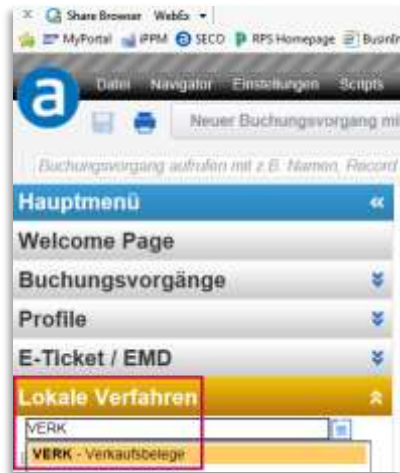 Share Browser WebEx
MyPortal iPPM SECO RPS Homepage
a
Datei Navigator Einstellungen Scripts
Neuer Buchungsvorgang mi
Buchungsvorgang aufrufen mit z.B. Namen, Record
Hauptmenü
Welcome Page
Buchungsvorgänge
Profile
E-Ticket / EMD
Lokale Verfahren
VERK
VERK - Verkaufsbelege